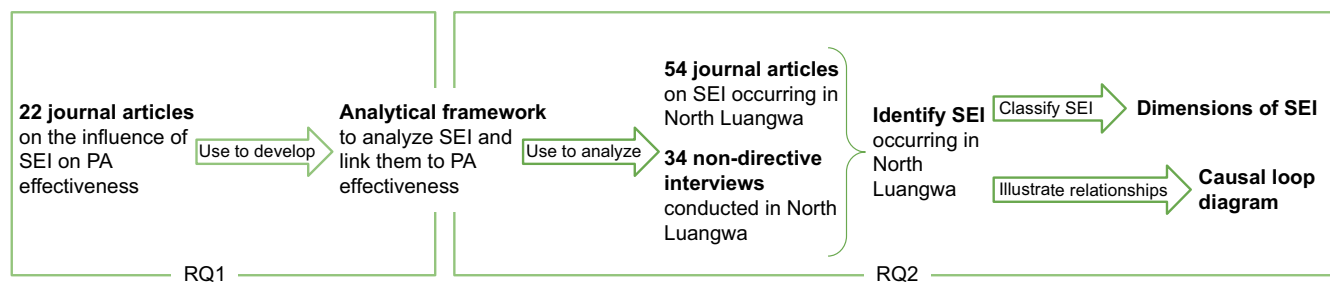 22 journal articles
on the influence of
SEI on PA
effectiveness
Use to develop
Analytical framework
to analyze SEI and
link them to PA
effectiveness
Use to analyze
54 journal articles
on SEI occurring in
North Luangwa
34 non-directive
interviews
conducted in North
Luangwa
Identify SEI
occurring in
North
Luangwa
Classify SEI
Dimensions of SEI
Illustrate relationships
Causal loop
diagram
RQ1
RQ2